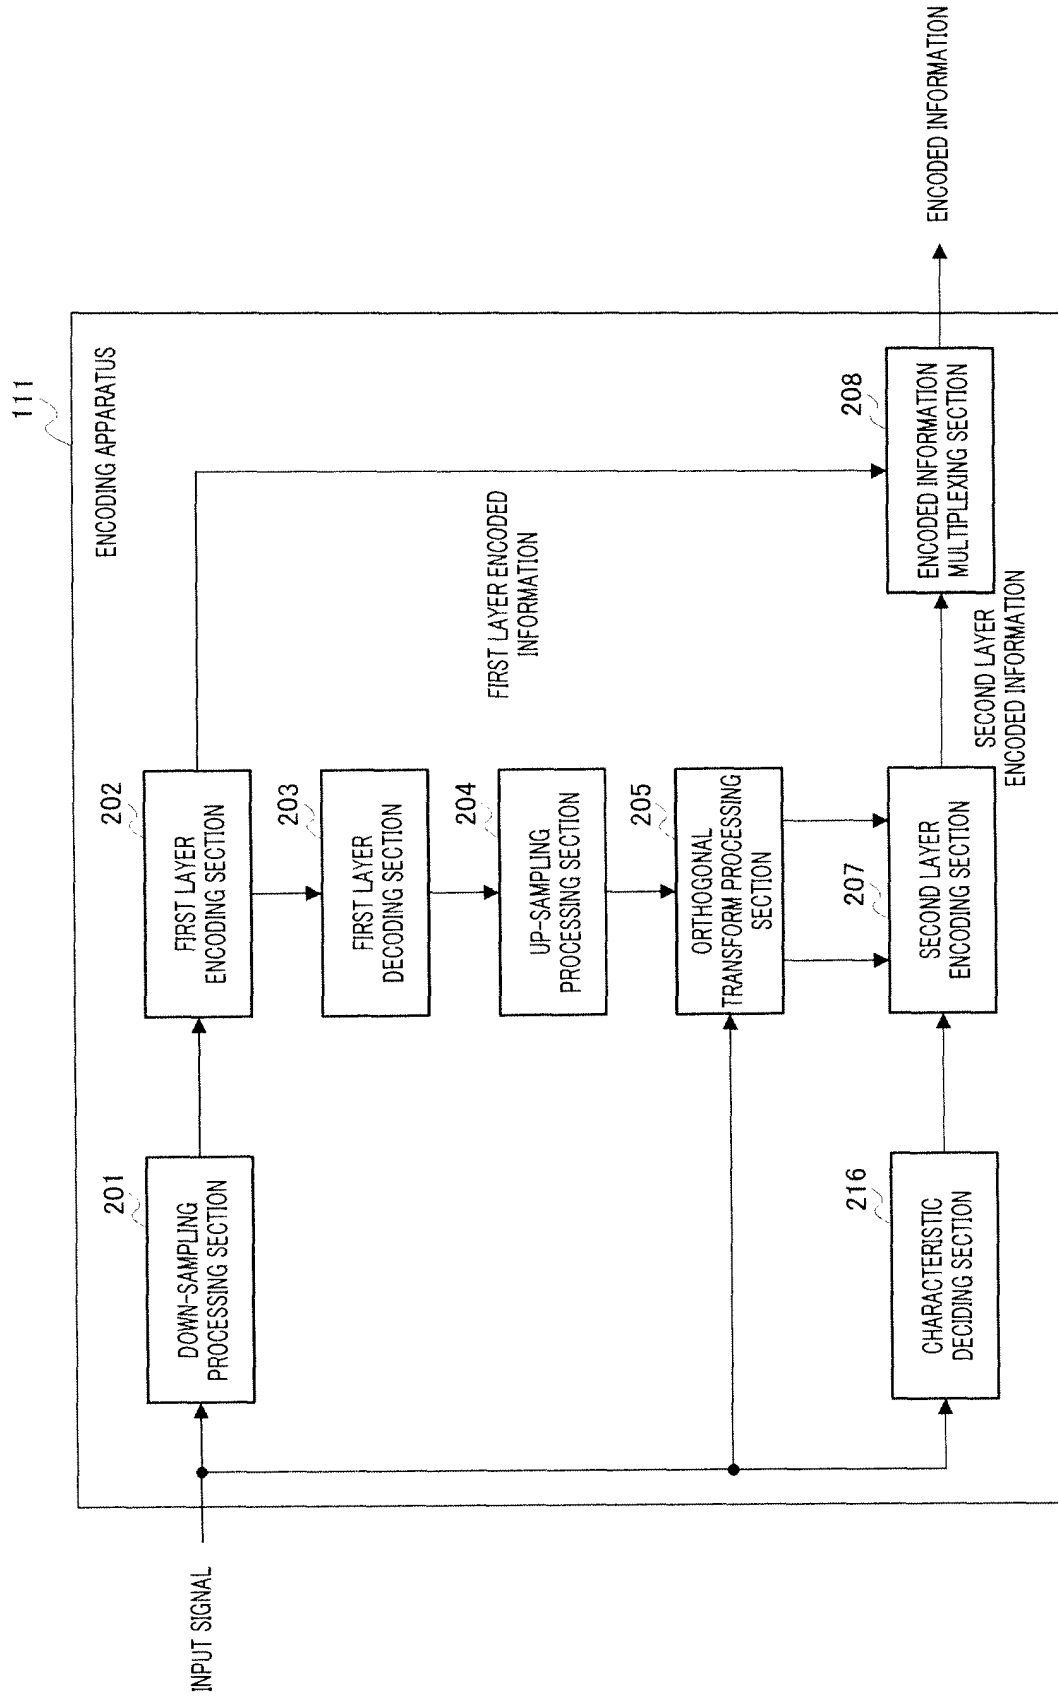 111
ENCODING APPARATUS
INPUT SIGNAL
201
DOWN-SAMPLING
PROCESSING SECTION
202
FIRST LAYER
ENCODING SECTION
203
FIRST LAYER
DECODING SECTION
204
UP-SAMPLING
PROCESSING SECTION
205
ORTHOGONAL
TRANSFORM PROCESSING
SECTION
FIRST LAYER ENCODED
INFORMATION
216
CHARACTERISTIC
DECIDING SECTION
207
SECOND LAYER
ENCODING SECTION
SECOND LAYER
ENCODED INFORMATION
208
ENCODED INFORMATION
MULTIPLEXING SECTION
ENCODED INFORMATION